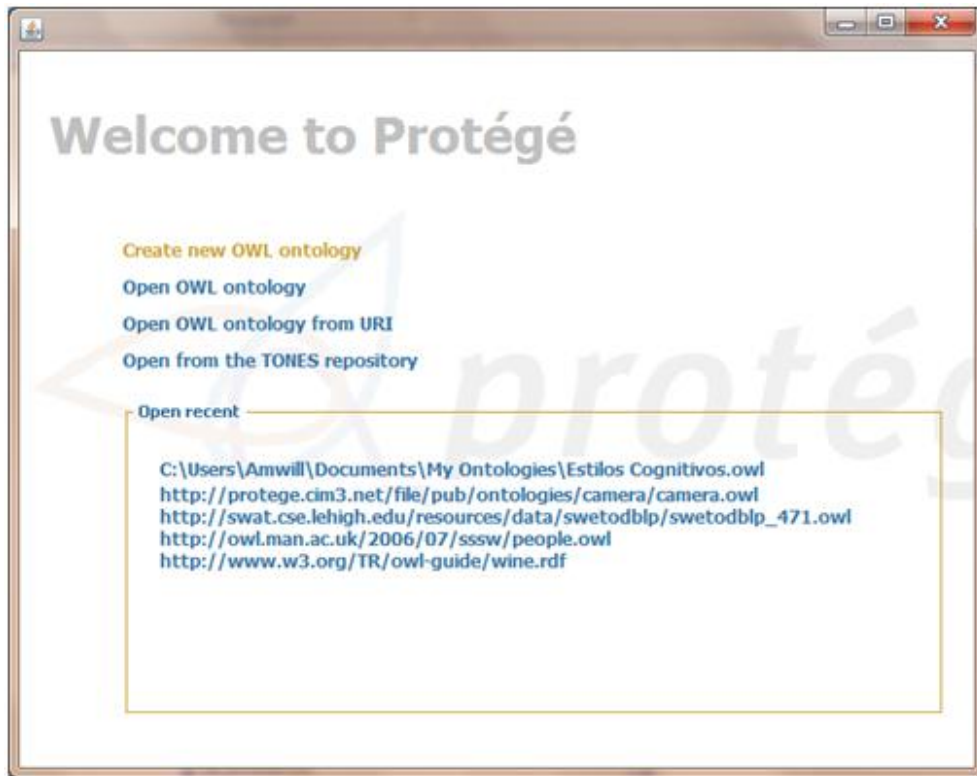 Welcome to Protégé
Create new OWL ontology
Open OWL ontology
Open OWL ontology from URI
Open from the TONES repository
Open recent
C:\Users\Amwill\Documents\My Ontologies\Estilos Cognitivos.owl
http://protege.cim3.net/file/pub/ontologies/camera/camera.owl
http://swat.cse.lehigh.edu/resources/data/swetodblp/swetodblp_471.owl
http://owl.man.ac.uk/2006/07/sssw/people.owl
http://www.w3.org/TR/owl-guide/wine.rdf
protég